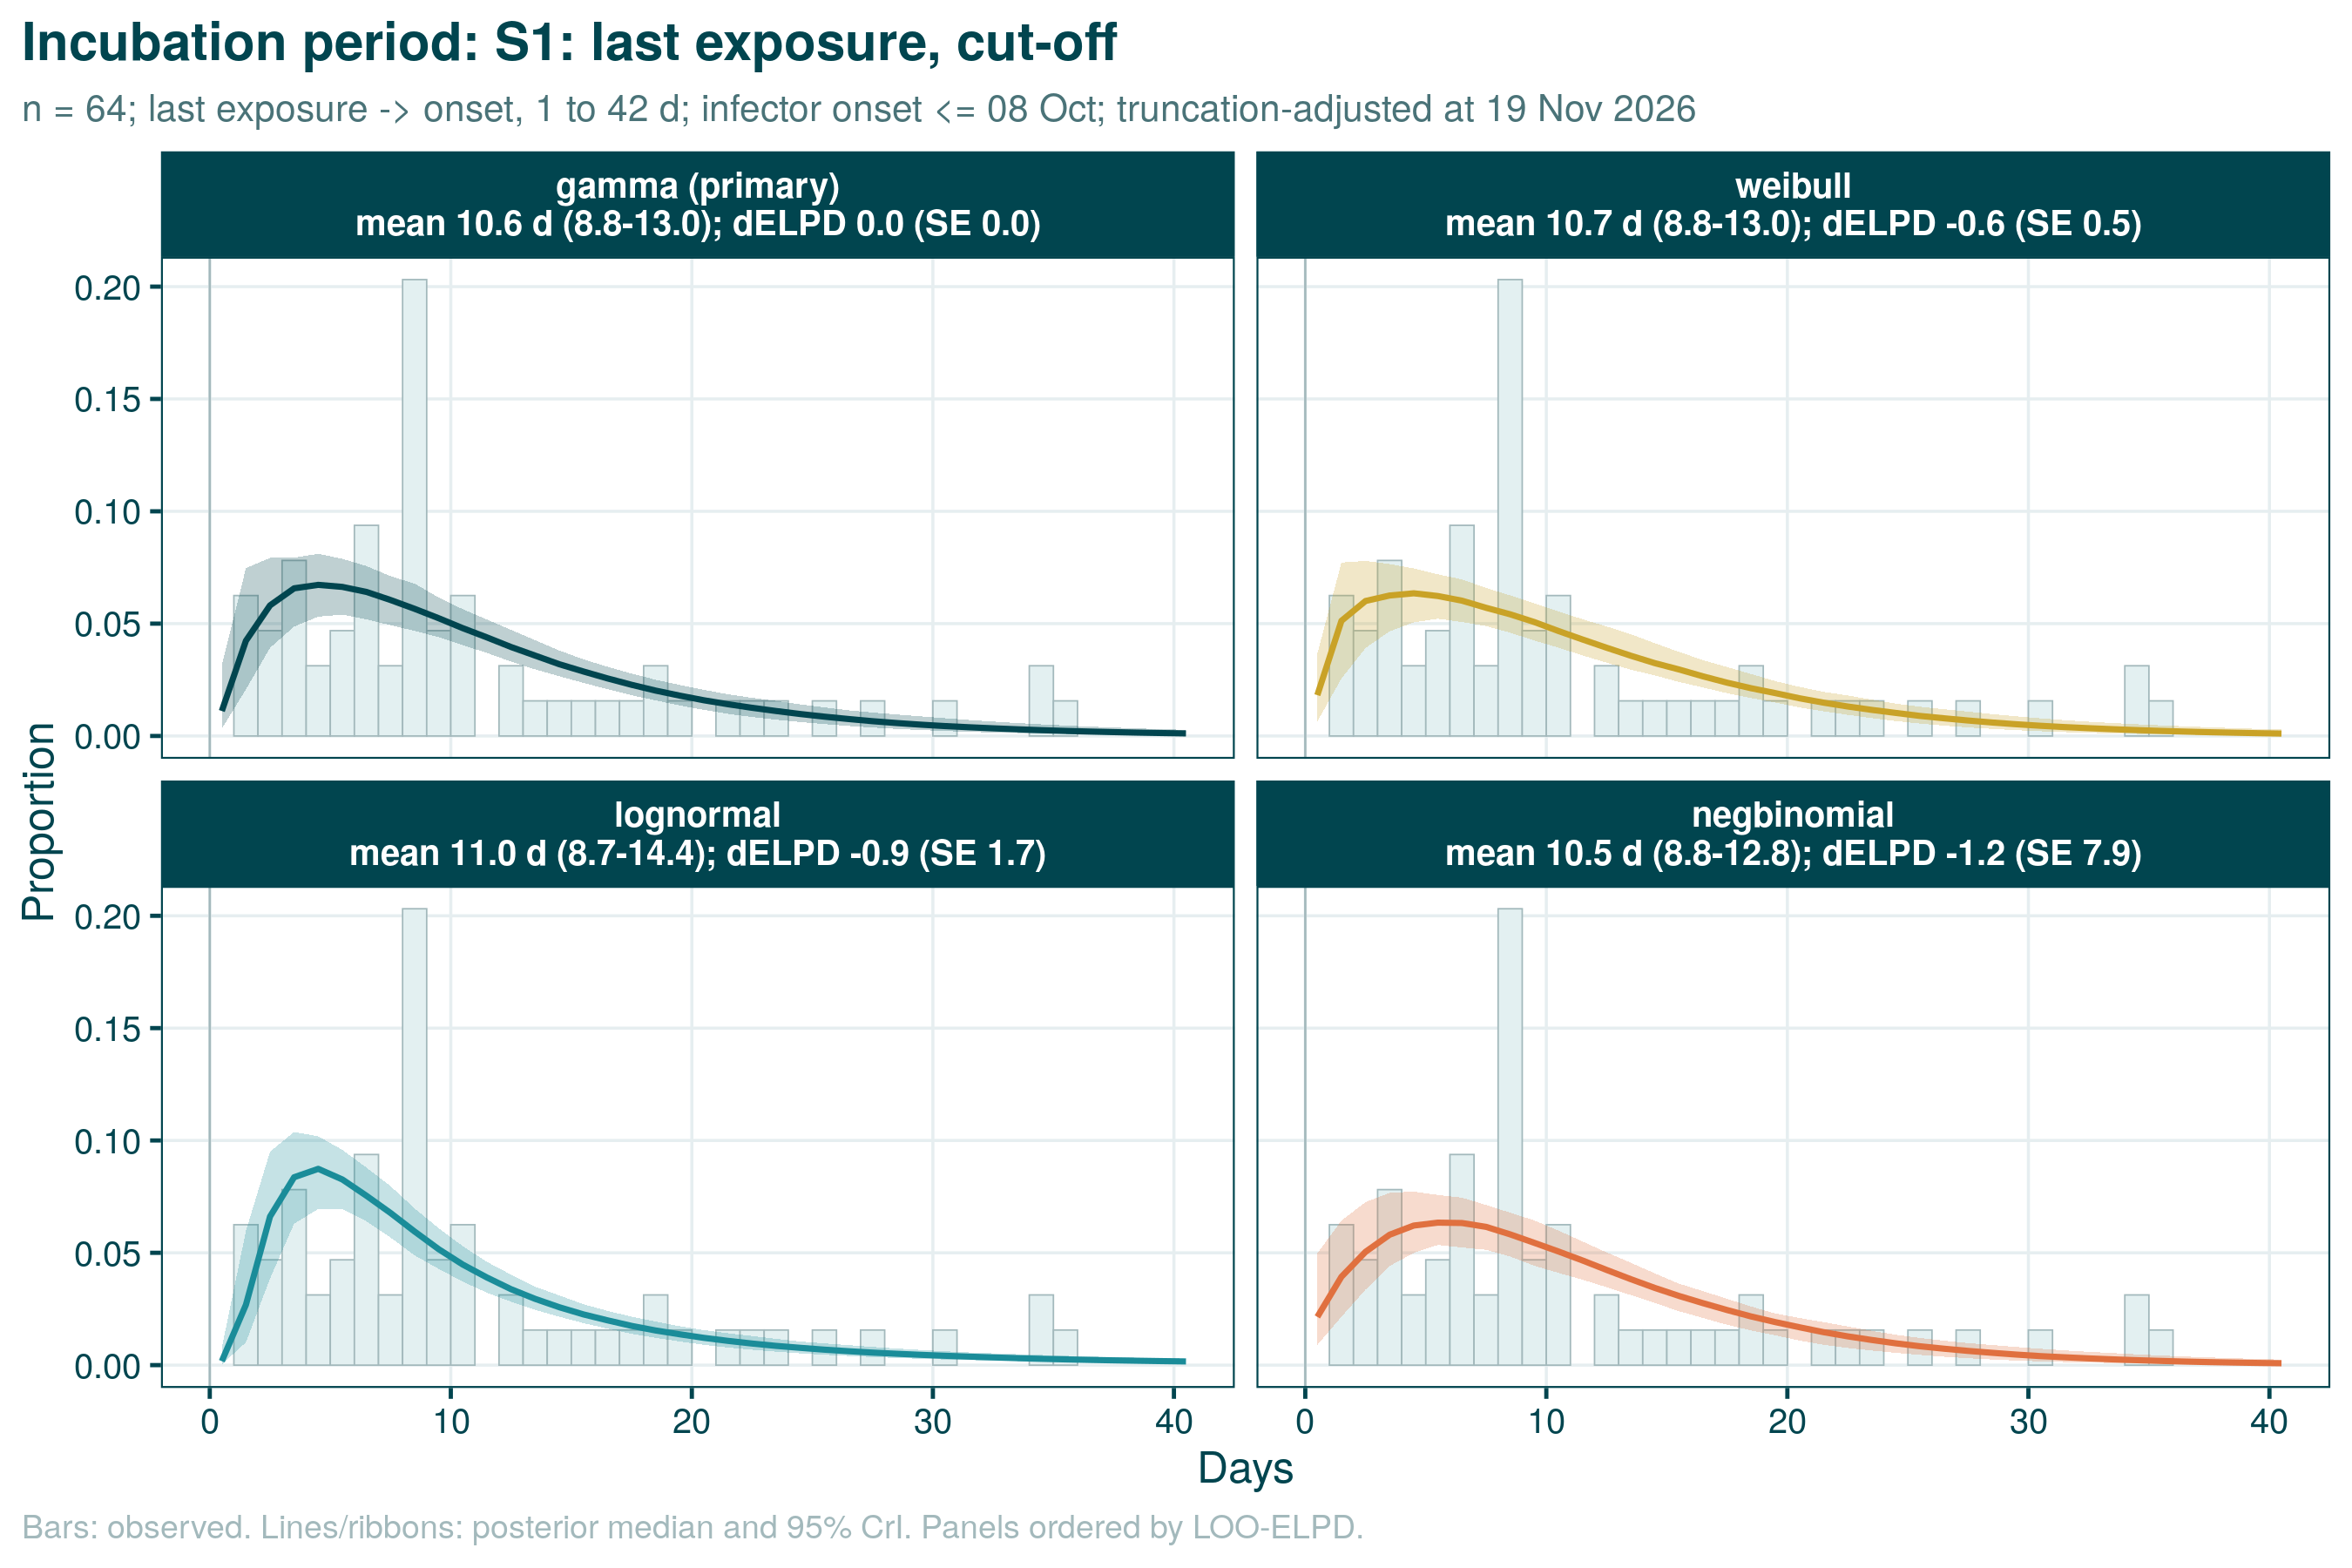 Incubation period: S1: last exposure, cut-off
n = 64; last exposure -> onset, 1 to 42 d; infector onset <= 08 Oct; truncation-adjusted at 19 Nov 2026
gamma (primary)
mean 10.6 d (8.8-13.0); dELPD 0.0 (SE 0.0)
weibull
mean 10.7 d (8.8-13.0); dELPD -0.6 (SE 0.5)
0.20
0.15
0.10
0.05
0.00
lognormal
mean 11.0 d (8.7-14.4); dELPD -0.9 (SE 1.7)
negbinomial
mean 10.5 d (8.8-12.8); dELPD -1.2 (SE 7.9)
Proportion
0.20
0.15
0.10
0.05
0.00
0 10 20 30 40 0 10 20 30 40
Days
Bars: observed. Lines/ribbons: posterior median and 95% CrI. Panels ordered by LOO-ELPD.